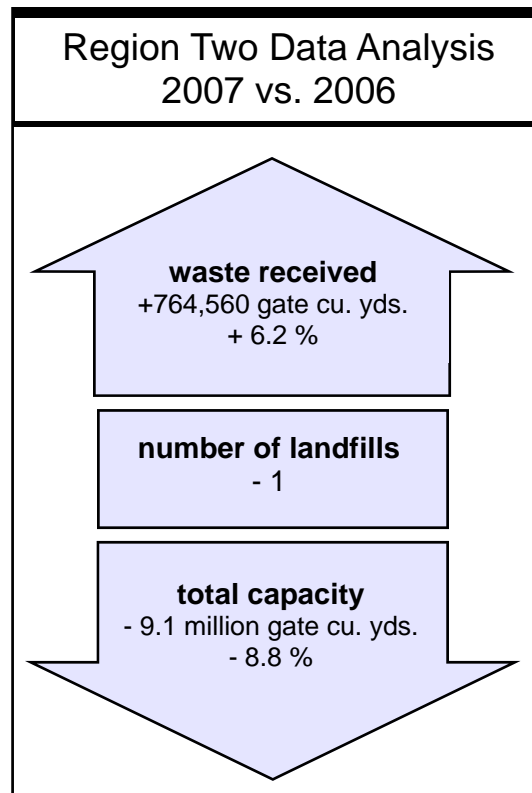 Region Two Data Analysis
2007 vs. 2006
waste received
+764,560 gate cu. yds.
+ 6.2 %
number of landfills
- 1
total capacity
- 9.1 million gate cu. yds.
- 8.8 %